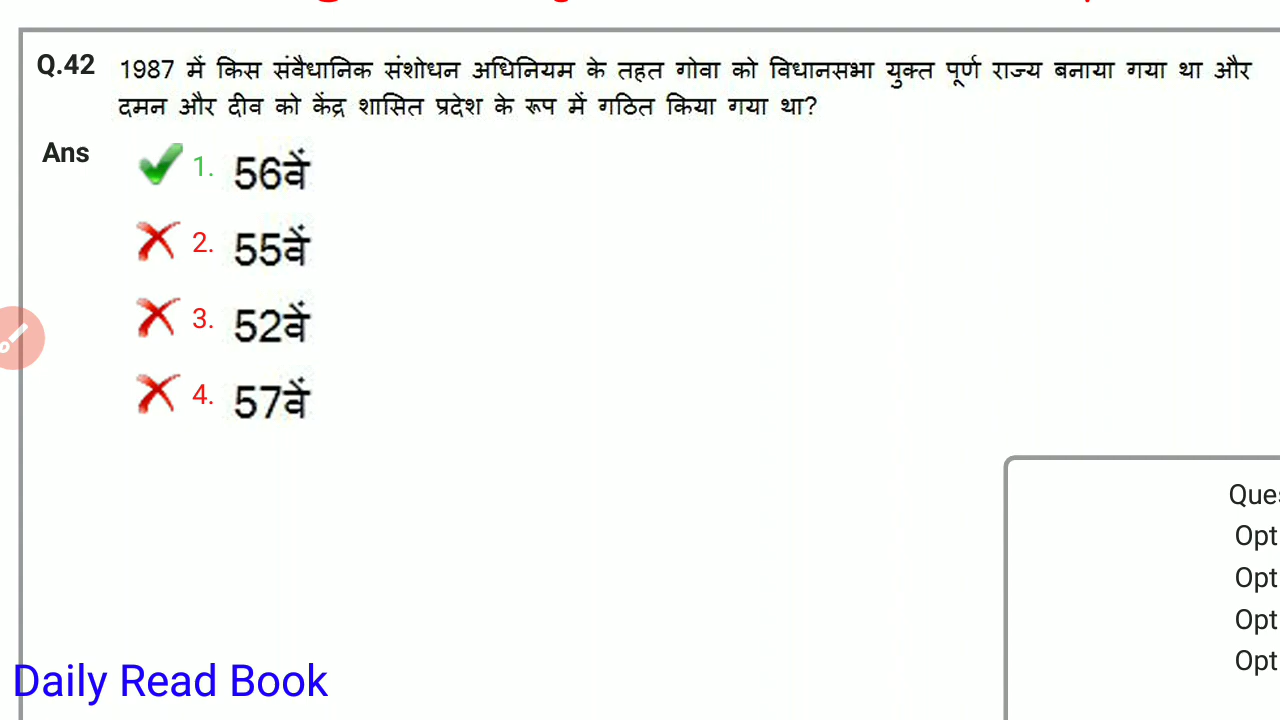 Q.42 1987 में किस संवैधानिक संशोधन अधिनियम के तहत गोवा को विधानसभा युक्त पूर्ण राज्य बनाया गया था और
दमन और दीव को केंद्र शासित प्रदेश के रूप में गठित किया गया था?
Ans 1. 56वें
2. 55वें
3. 52वें
4. 57वें
Ques
Opt
Opt
Opt
Opt
Daily Read Book